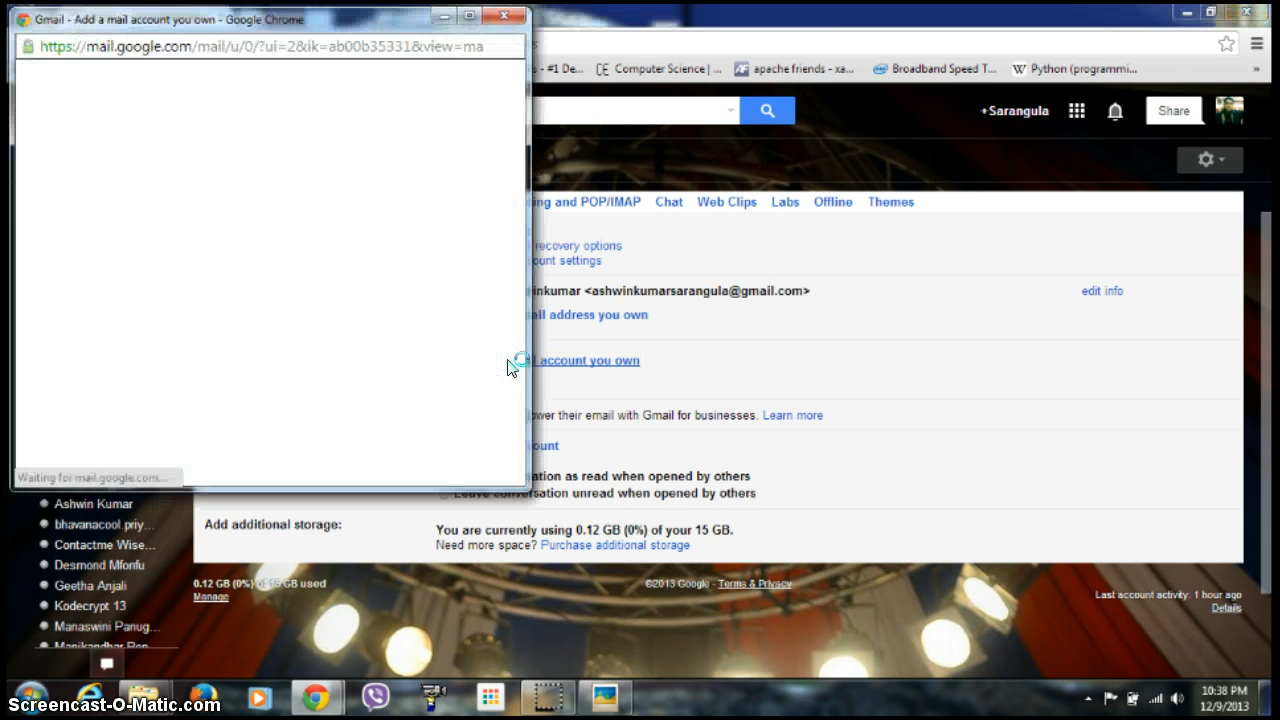 Gmail - Add a mail account you own - Google Chrome
https://mail.google.com/mail/u/0/?ui=2&ik=ab00b35331&view=ma
- #1 De... Computer Science | ... apache friends - xa... Broadband Speed T... Python (programmi... »
+Sarangula Share
ng and POP/IMAP Chat Web Clips Labs Offline Themes
recovery options
ount settings
inkumar <ashwinkumarsarangula@gmail.com> edit info
ail address you own
l account you own
ower their email with Gmail for businesses. Learn more
ount
ation as read when opened by others
Leave conversation unread when opened by others
Waiting for mail.google.com...
Ashwin Kumar
bhavanacool.priy...
Contactme Wise...
Desmond Mfonfu
Geetha Anjali
Kodecrypt 13
Manaswini Panug...
Manikandhar Ren
Add additional storage: You are currently using 0.12 GB (0%) of your 15 GB.
Need more space? Purchase additional storage
0.12 GB (0%) of 15 GB used
Manage
©2013 Google - Terms & Privacy
Last account activity: 1 hour ago
Details
10:38 PM
12/9/2013
Screencast-O-Matic.com